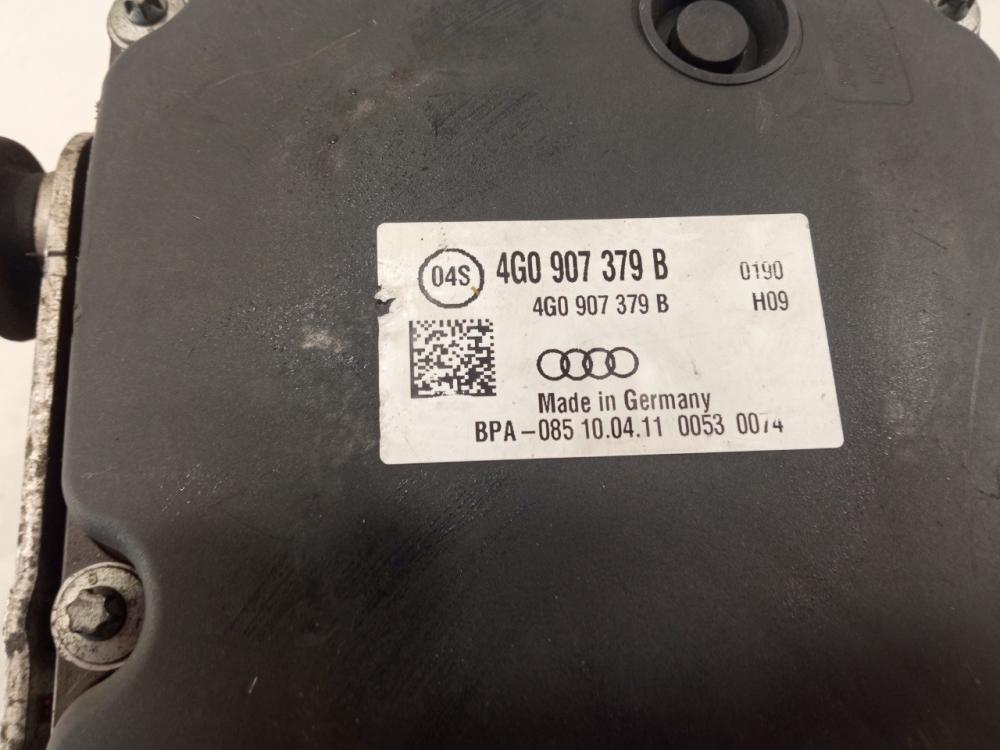 04S 4G0 907 379 B 0190
4G0 907 379 B H09
Made in Germany
BPA-085 10.04.11 0053 0074